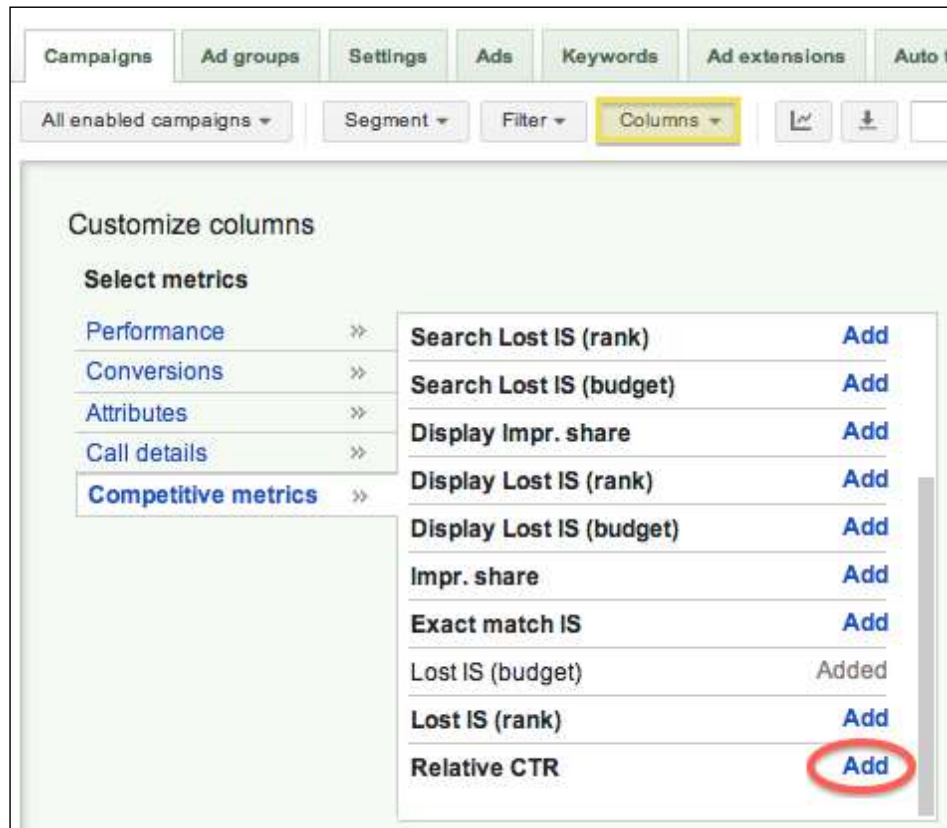 Campaigns Ad groups Settings Ads Keywords Ad extensions Auto
All enabled campaigns Segment Filter Columns
Customize columns
Select metrics
Performance »
Conversions »
Attributes »
Call details »
Competitive metrics »
Search Lost IS (rank) Add
Search Lost IS (budget) Add
Display Impr. share Add
Display Lost IS (rank) Add
Display Lost IS (budget) Add
Impr. share Add
Exact match IS Add
Lost IS (budget) Added
Lost IS (rank) Add
Relative CTR Add